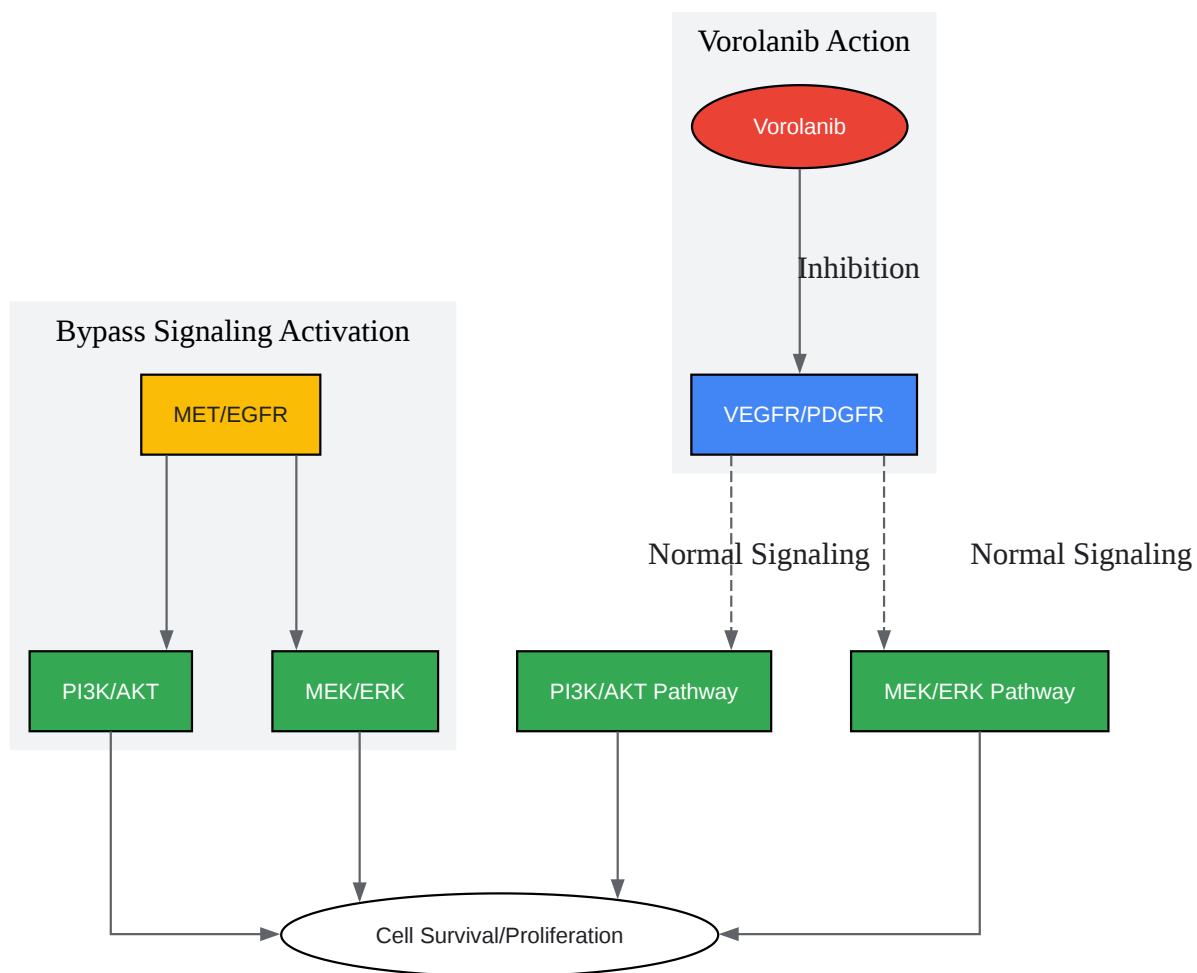 Vorolanib Action
Vorolanib
Inhibition
Bypass Signaling Activation
MET/EGFR
VEGFR/PDGFR
Normal Signaling
Normal Signaling
PI3K/AKT
MEK/ERK
PI3K/AKT Pathway
MEK/ERK Pathway
Cell Survival/Proliferation